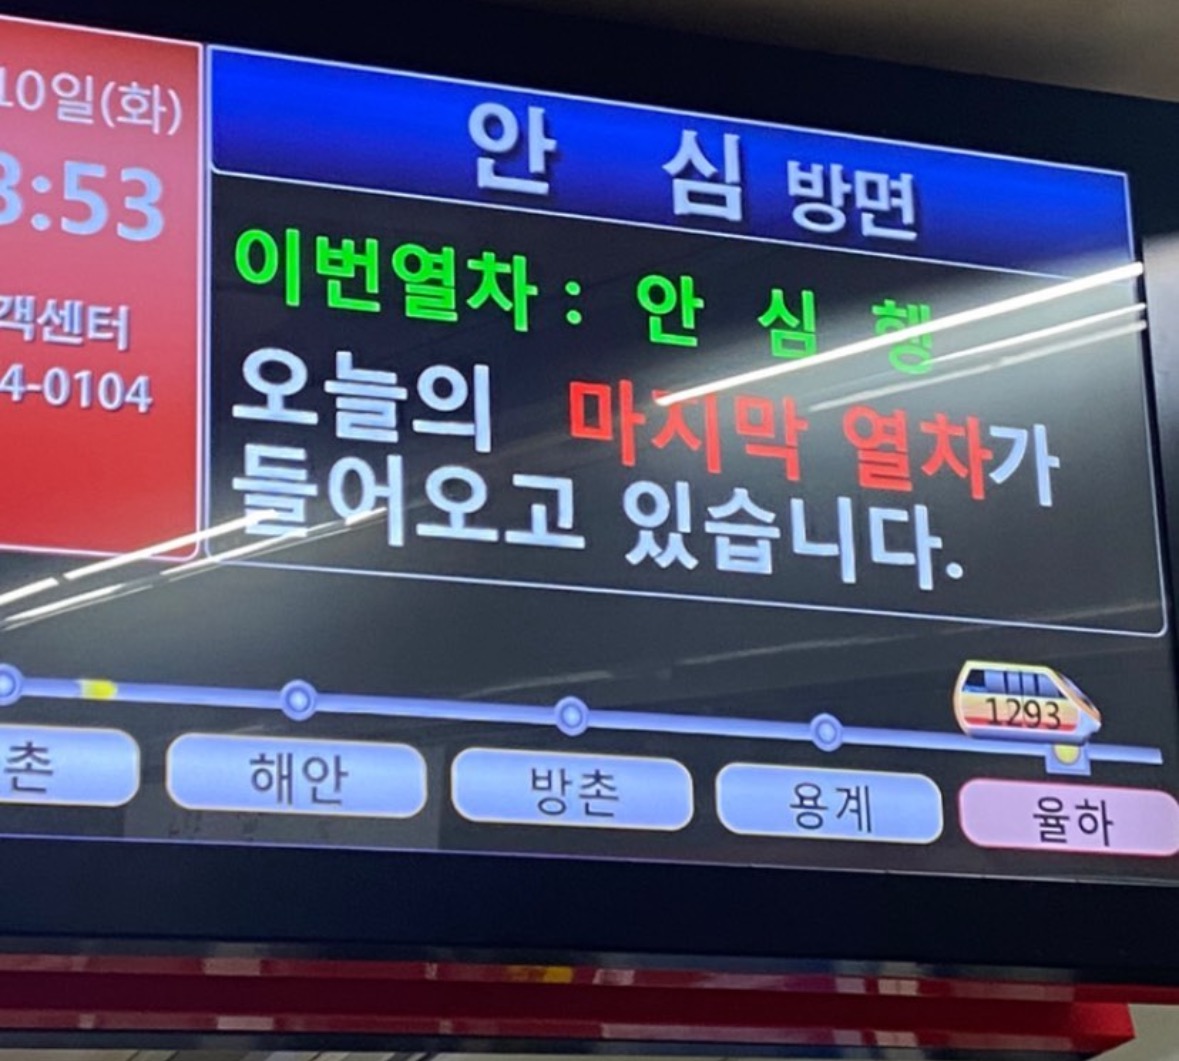 10일(화)
3:53
객센터
4-0104
안 심 방면
이번열차 : 안 심 행
오늘의 마지막 열차가
들어오고 있습니다.
1293
촌
해안
방촌
용계
율하